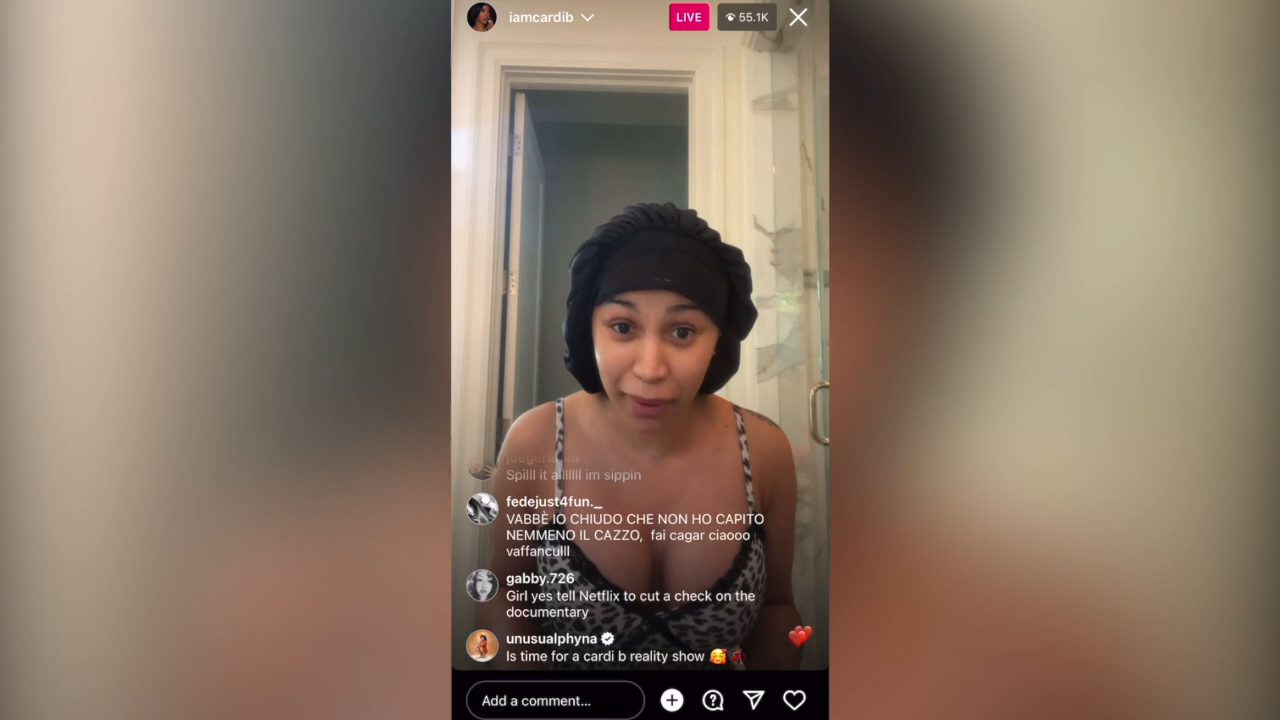 iamcardib
LIVE
55.1K
Spilll it allllll im sippin
fedejust4fun._
VABBÈ IO CHIUDO CHE NON HO CAPITO
NEMMENO IL CAZZO, fai cagar ciaooo
vaffanculll
gabby.726
Girl yes tell Netflix to cut a check on the
documentary
unusualphyna
Is time for a cardi b reality show 🥰 💃
Add a comment...